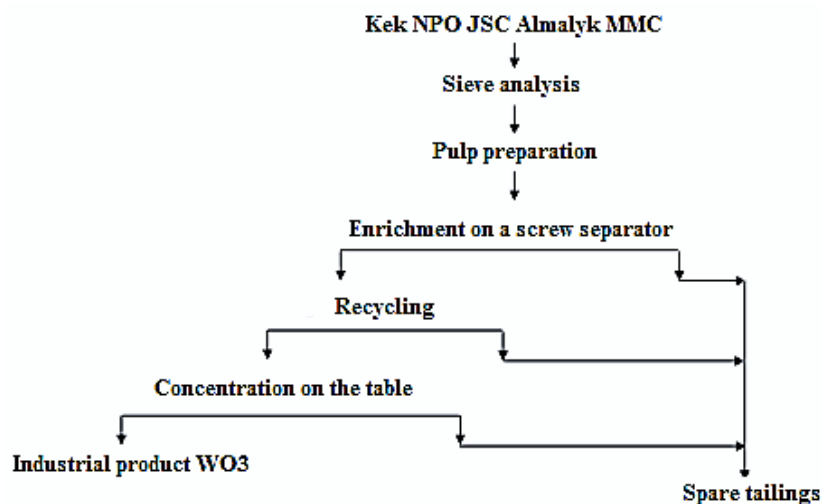 Kek NPO JSC Almalyk MMC
Sieve analysis
Pulp preparation
Enrichment on a screw separator
Recycling
Concentration on the table
Industrial product WO3
Spare tailings